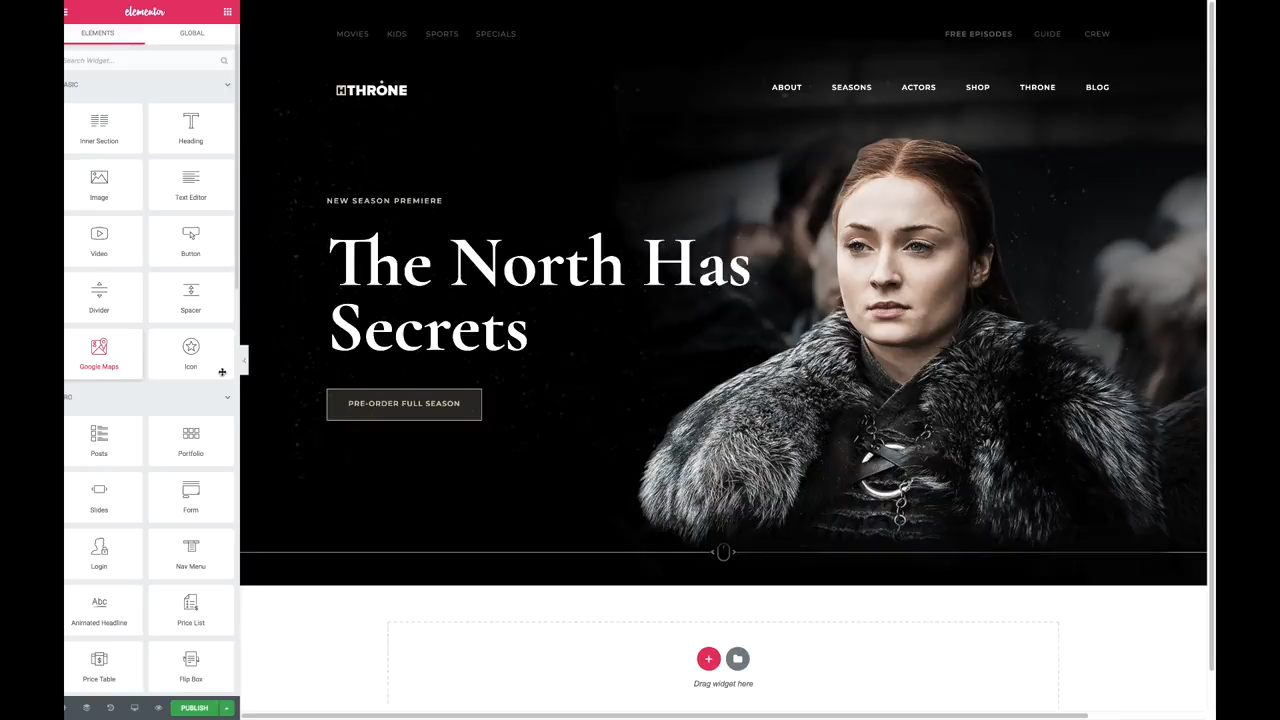 elementor
ELEMENTS GLOBAL
Search Widget...
ASIC
Inner Section Heading
Image Text Editor
Video Button
Divider Spacer
Google Maps Icon
RO
Posts Portfolio
Slides Form
Login Nav Menu
Abc
Animated Headline Price List
Price Table Flip Box
PUBLISH
MOVIES KIDS SPORTS SPECIALS FREE EPISODES GUIDE CREW
HTHRONE ABOUT SEASONS ACTORS SHOP THRONE BLOG
NEW SEASON PREMIERE
The North Has
Secrets
PRE-ORDER FULL SEASON
Drag widget here